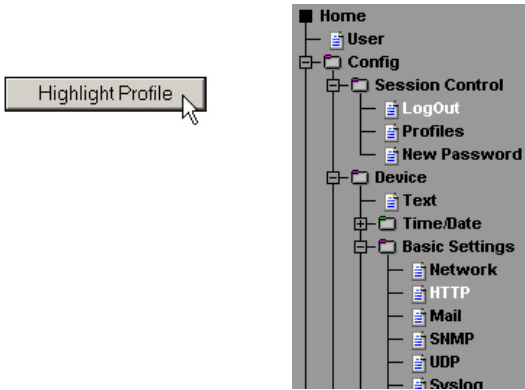 Highlight Profile
Home
User
Config
Session Control
LogOut
Profiles
New Password
Device
Text
Time/Date
Basic Settings
Network
HTTP
Mail
SNMP
UDP
Syslog